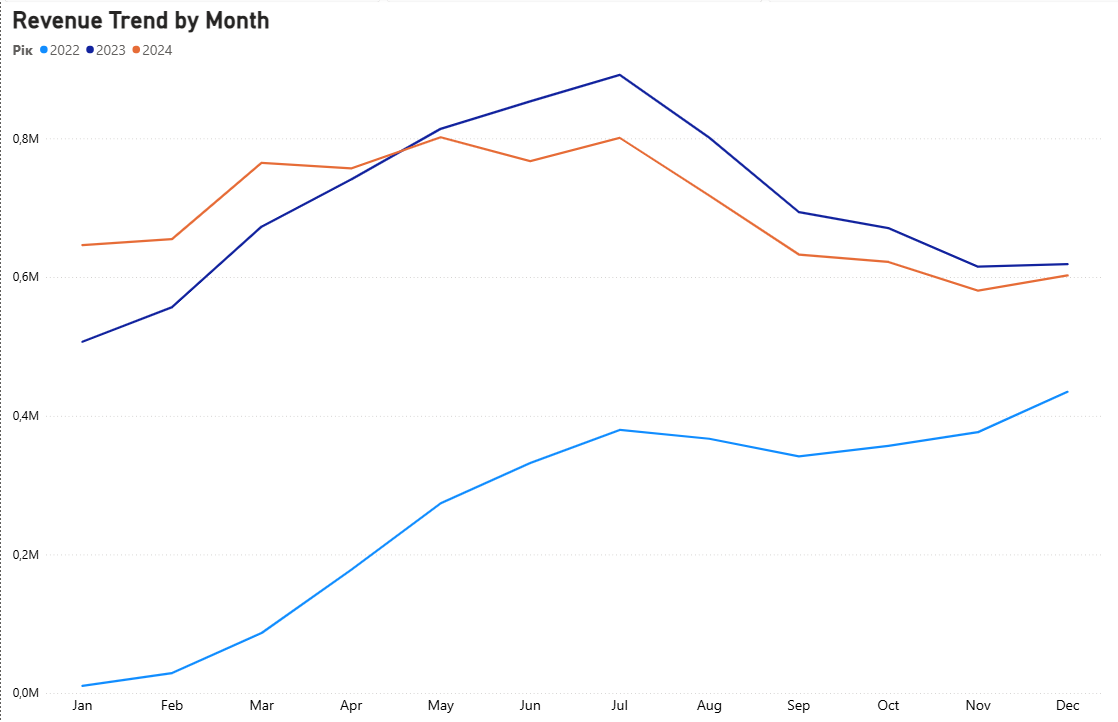 Revenue Trend by Month
Рік 2022 2023 2024
0,8M
0,6M
0,4M
0,2M
0,0M
Jan Feb Mar Apr May Jun Jul Aug Sep Oct Nov Dec